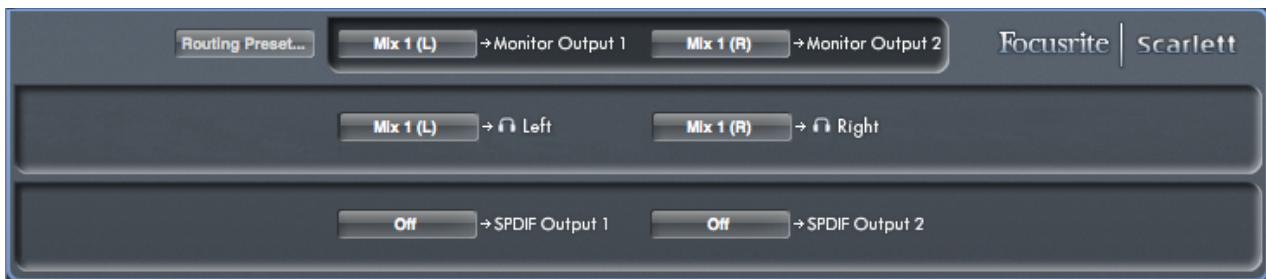 Routing Preset... Mix 1 (L) →Monitor Output 1 Mix 1 (R) →Monitor Output 2 Focusrite | Scarlett
Mix 1 (L) → Left Mix 1 (R) → Right
Off →SPDIF Output 1 Off →SPDIF Output 2